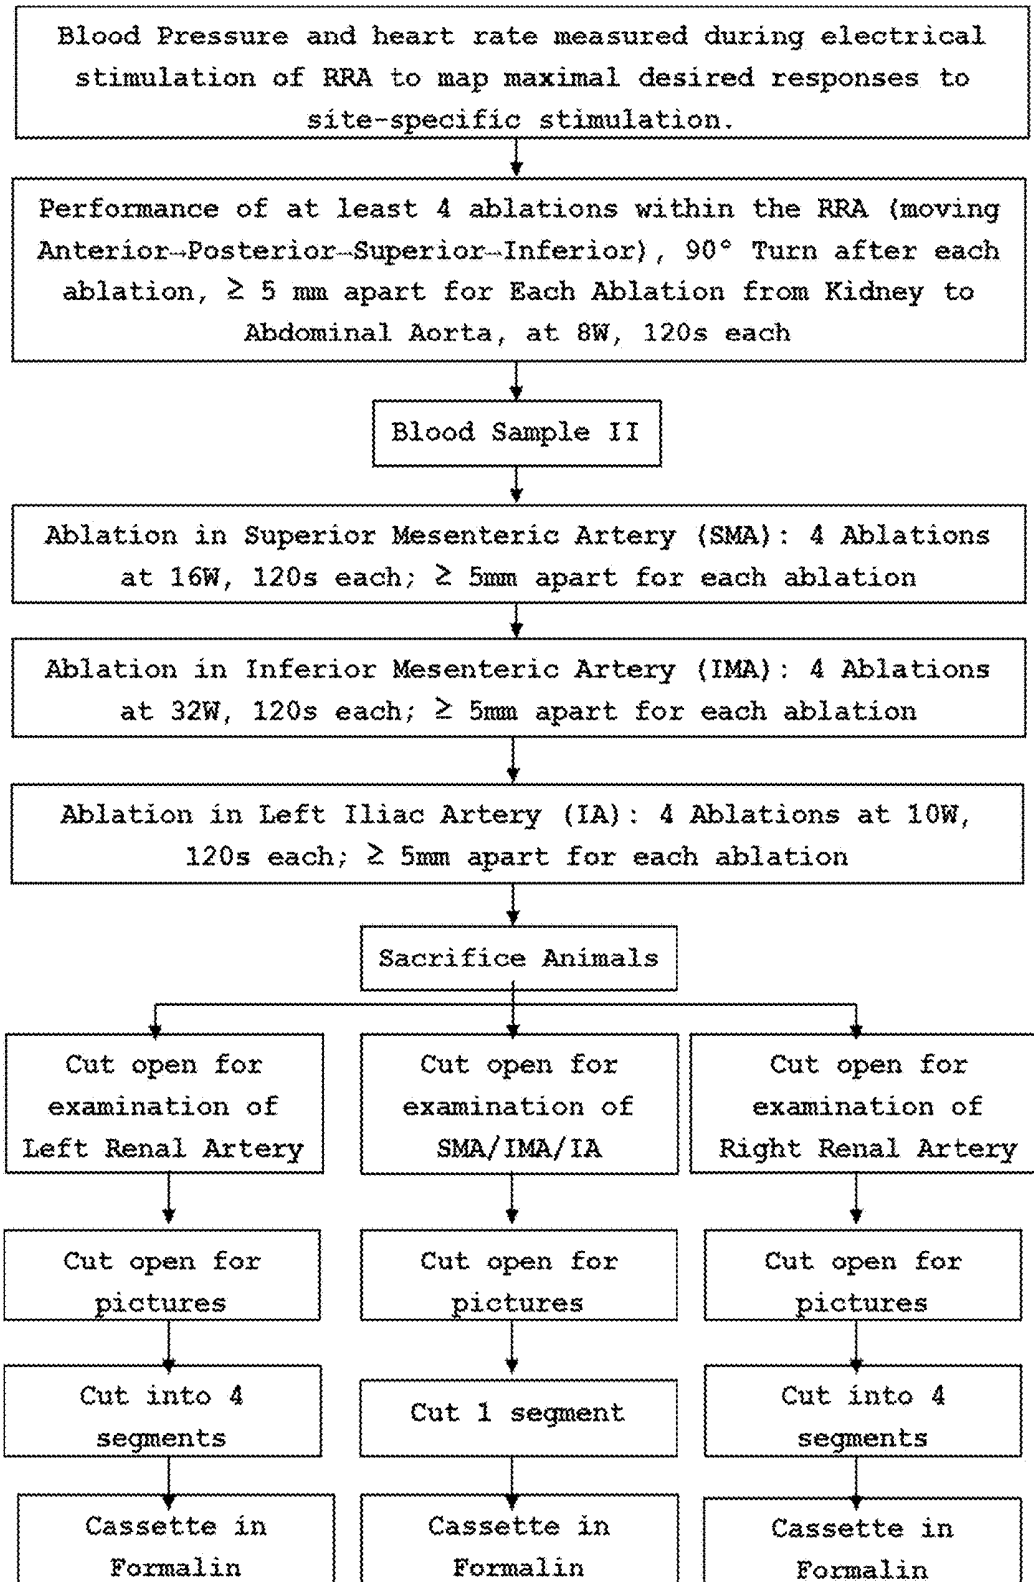 Blood Pressure and heart rate measured during electrical
stimulation of RRA to map maximal desired responses to
site-specific stimulation.
Performance of at least 4 ablations within the RRA (moving
Anterior→Posterior→Superior→Inferior), 90° Turn after each
ablation, ≥ 5 mm apart for Each Ablation from Kidney to
Abdominal Aorta, at 8W, 120s each
Blood Sample II
Ablation in Superior Mesenteric Artery (SMA): 4 Ablations
at 16W, 120s each; ≥ 5mm apart for each ablation
Ablation in Inferior Mesenteric Artery (IMA): 4 Ablations
at 32W, 120s each; ≥ 5mm apart for each ablation
Ablation in Left Iliac Artery (IA): 4 Ablations at 10W,
120s each; ≥ 5mm apart for each ablation
Sacrifice Animals
Cut open for
examination of
Left Renal Artery
Cut open for
examination of
SMA/IMA/IA
Cut open for
examination of
Right Renal Artery
Cut open for
pictures
Cut open for
pictures
Cut open for
pictures
Cut into 4
segments
Cut 1 segment
Cut into 4
segments
Cassette in
Formalin
Cassette in
Formalin
Cassette in
Formalin